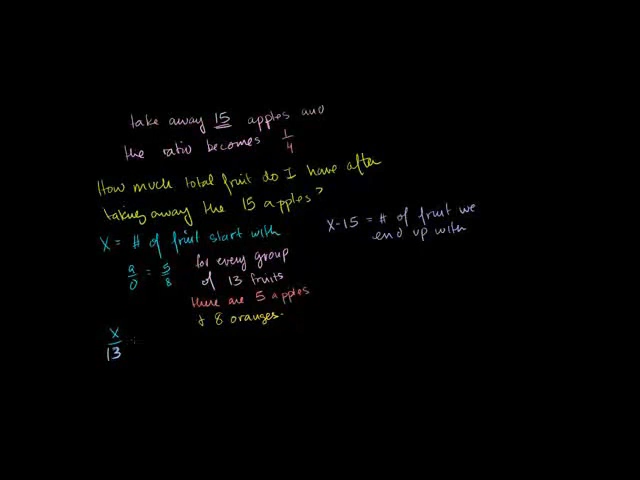 take away 15 apples and
the ratio becomes 1/4
How much total fruit do I have after
taking away the 15 apples?
X = # of fruit start with
X-15 = # of fruit we
end up with
a/o = 5/8
for every group
of 13 fruits
there are 5 apples
+ 8 oranges.
X/13